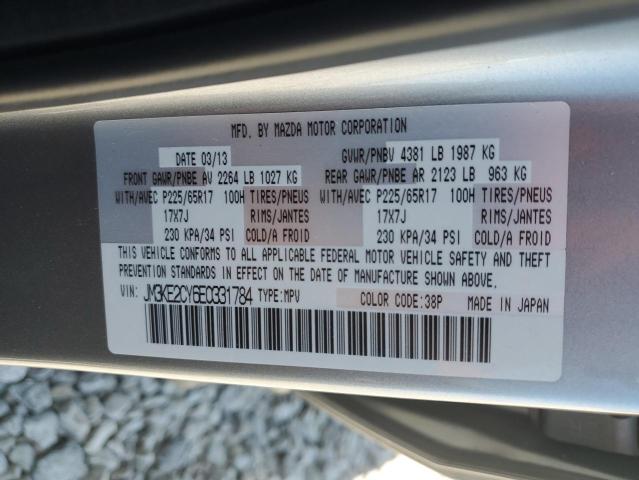 MFD. BY MAZDA MOTOR CORPORATION
DATE 03/13 GVWR/PNBV 4381 LB 1987 KG
FRONT GAWR/PNBE AV 2264 LB 1027 KG REAR GAWR/PNBE AR 2123 LB 963 KG
WITH/AVEC P225/65R17 100H TIRES/PNEUS WITH/AVEC P225/65R17 100H TIRES/PNEUS
17X7J RIMS/JANTES 17X7J RIMS/JANTES
230 KPA/34 PSI COLD/A FROID 230 KPA/34 PSI COLD/A FROID
THIS VEHICLE CONFORMS TO ALL APPLICABLE FEDERAL MOTOR VEHICLE SAFETY AND THEFT
PREVENTION STANDARDS IN EFFECT ON THE DATE OF MANUFACTURE SHOWN ABOVE.
VIN: JM3KE2CY6E0331784 TYPE:MPV COLOR CODE:38P MADE IN JAPAN